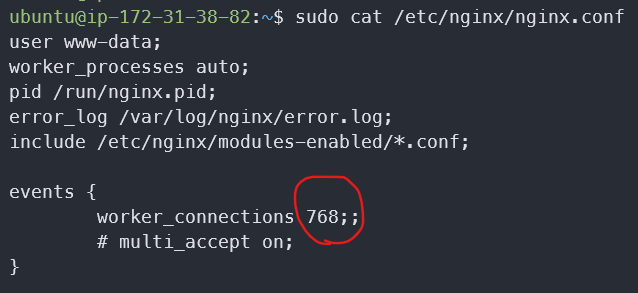 ubuntu@ip-172-31-38-82:~$ sudo cat /etc/nginx/nginx.conf
user www-data;
worker_processes auto;
pid /run/nginx.pid;
error_log /var/log/nginx/error.log;
include /etc/nginx/modules-enabled/*.conf;

events {
        worker_connections 768;;
        # multi_accept on;
}